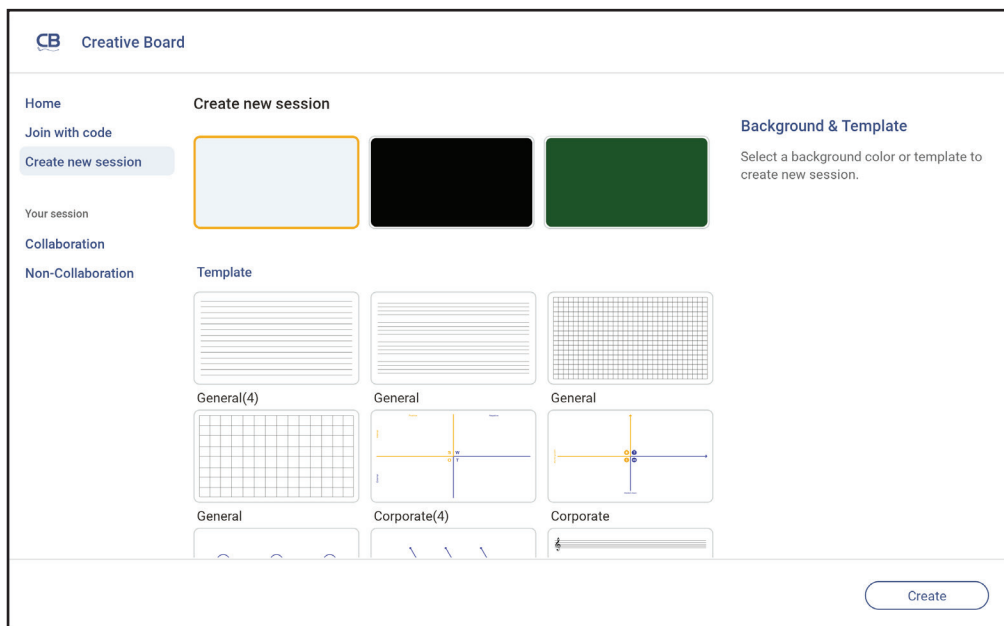 CB Creative Board
Home
Join with code
Create new session
Your session
Collaboration
Non-Collaboration
Create new session
Template
General(4)
General
General
General
Corporate(4)
Corporate
S W
O T
Background & Template
Select a background color or template to
create new session.
Create